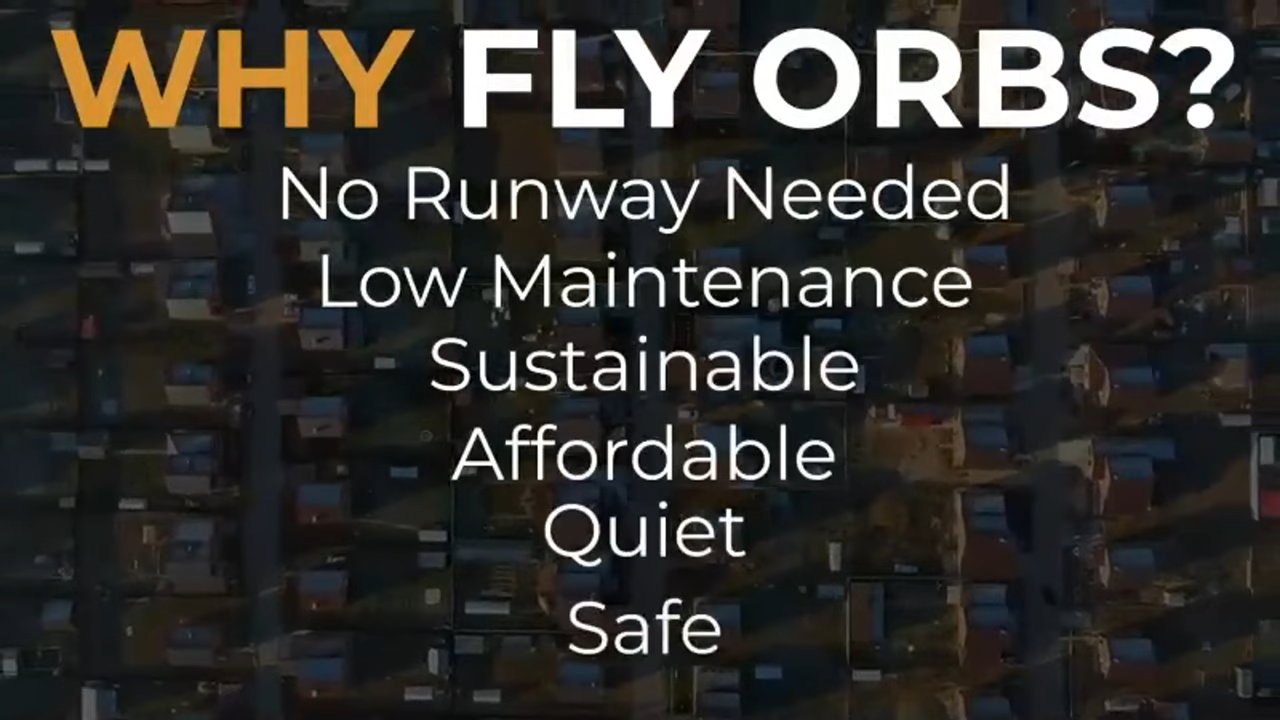 WHY FLY ORBS?
No Runway Needed
Low Maintenance
Sustainable
Affordable
Quiet
Safe